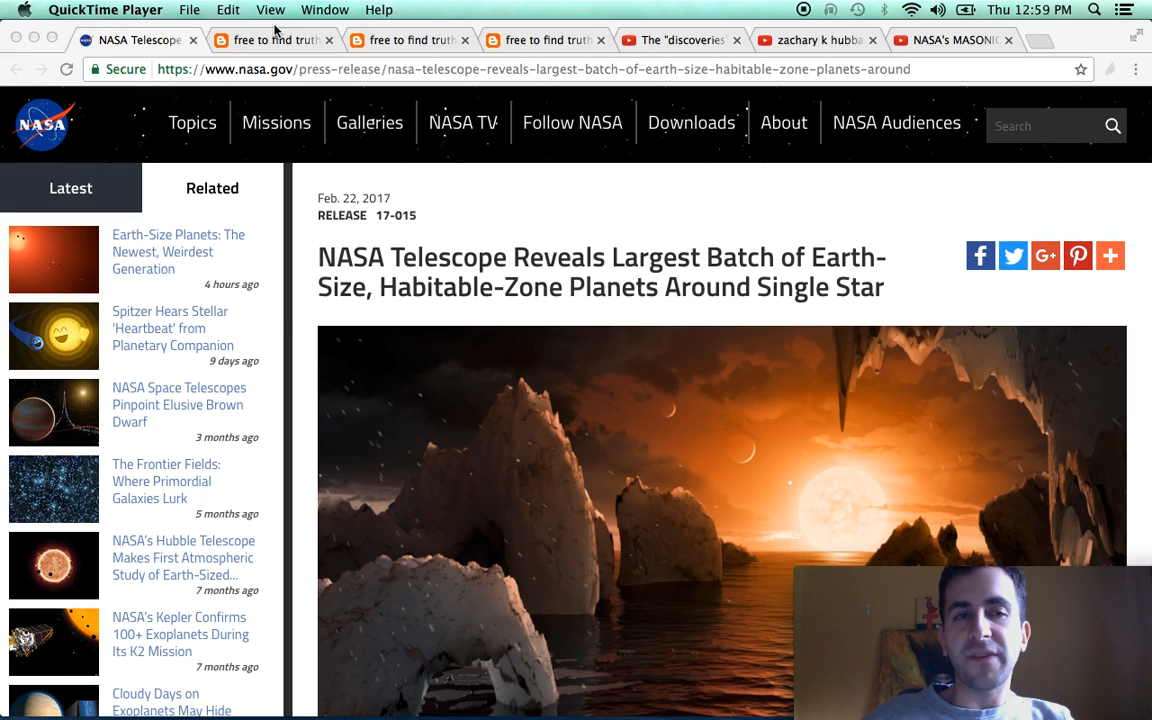 QuickTime Player File Edit View Window Help Thu 12:59 PM
NASA Telescope free to find truth free to find truth free to find truth The "discoveries" zachary k hubba NASA's MASONIC
Secure https://www.nasa.gov/press-release/nasa-telescope-reveals-largest-batch-of-earth-size-habitable-zone-planets-around
NASA
Topics Missions Galleries NASA TV Follow NASA Downloads About NASA Audiences Search
Latest Related
Earth-Size Planets: The
Newest, Weirdest
Generation
4 hours ago
Spitzer Hears Stellar
'Heartbeat' from
Planetary Companion
9 days ago
NASA Space Telescopes
Pinpoint Elusive Brown
Dwarf
3 months ago
The Frontier Fields:
Where Primordial
Galaxies Lurk
5 months ago
NASA's Hubble Telescope
Makes First Atmospheric
Study of Earth-Sized...
7 months ago
NASA's Kepler Confirms
100+ Exoplanets During
Its K2 Mission
7 months ago
Cloudy Days on
Exoplanets May Hide
Feb. 22, 2017
RELEASE 17-015
NASA Telescope Reveals Largest Batch of Earth-
Size, Habitable-Zone Planets Around Single Star